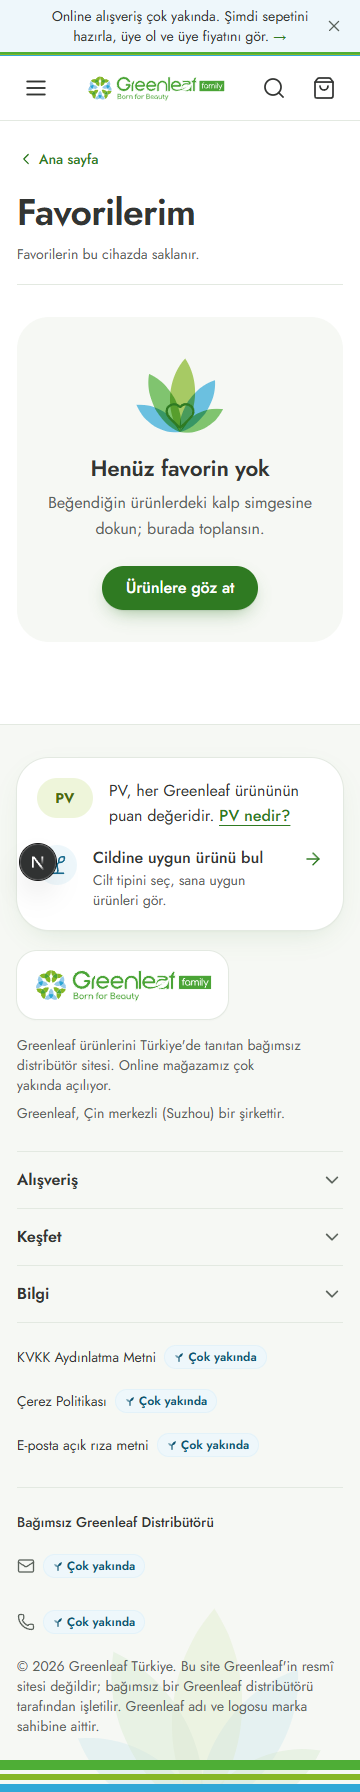 Online alışveriş çok yakında. Şimdi sepetini
hazırla, üye ol ve üye fiyatını gör. →
Greenleaf family
Born for Beauty
Ana sayfa
Favorilerim
Favorilerin bu cihazda saklanır.
Henüz favorin yok
Beğendiğin ürünlerdeki kalp simgesine
dokun; burada toplansın.
Ürünlere göz at
PV
PV, her Greenleaf ürününün
puan değeridir. PV nedir?
N
Cildine uygun ürünü bul
Cilt tipini seç, sana uygun
ürünleri gör.
Greenleaf family
Born for Beauty
Greenleaf ürünlerini Türkiye'de tanıtan bağımsız
distribütör sitesi. Online mağazamız çok
yakında açılıyor.
Greenleaf, Çin merkezli (Suzhou) bir şirkettir.
Alışveriş
Keşfet
Bilgi
KVKK Aydınlatma Metni Çok yakında
Çerez Politikası Çok yakında
E-posta açık rıza metni Çok yakında
Bağımsız Greenleaf Distribütörü
Çok yakında
Çok yakında
© 2026 Greenleaf Türkiye. Bu site Greenleaf'in resmî
sitesi değildir; bağımsız bir Greenleaf distribütörü
tarafından işletilir. Greenleaf adı ve logosu marka
sahibine aittir.